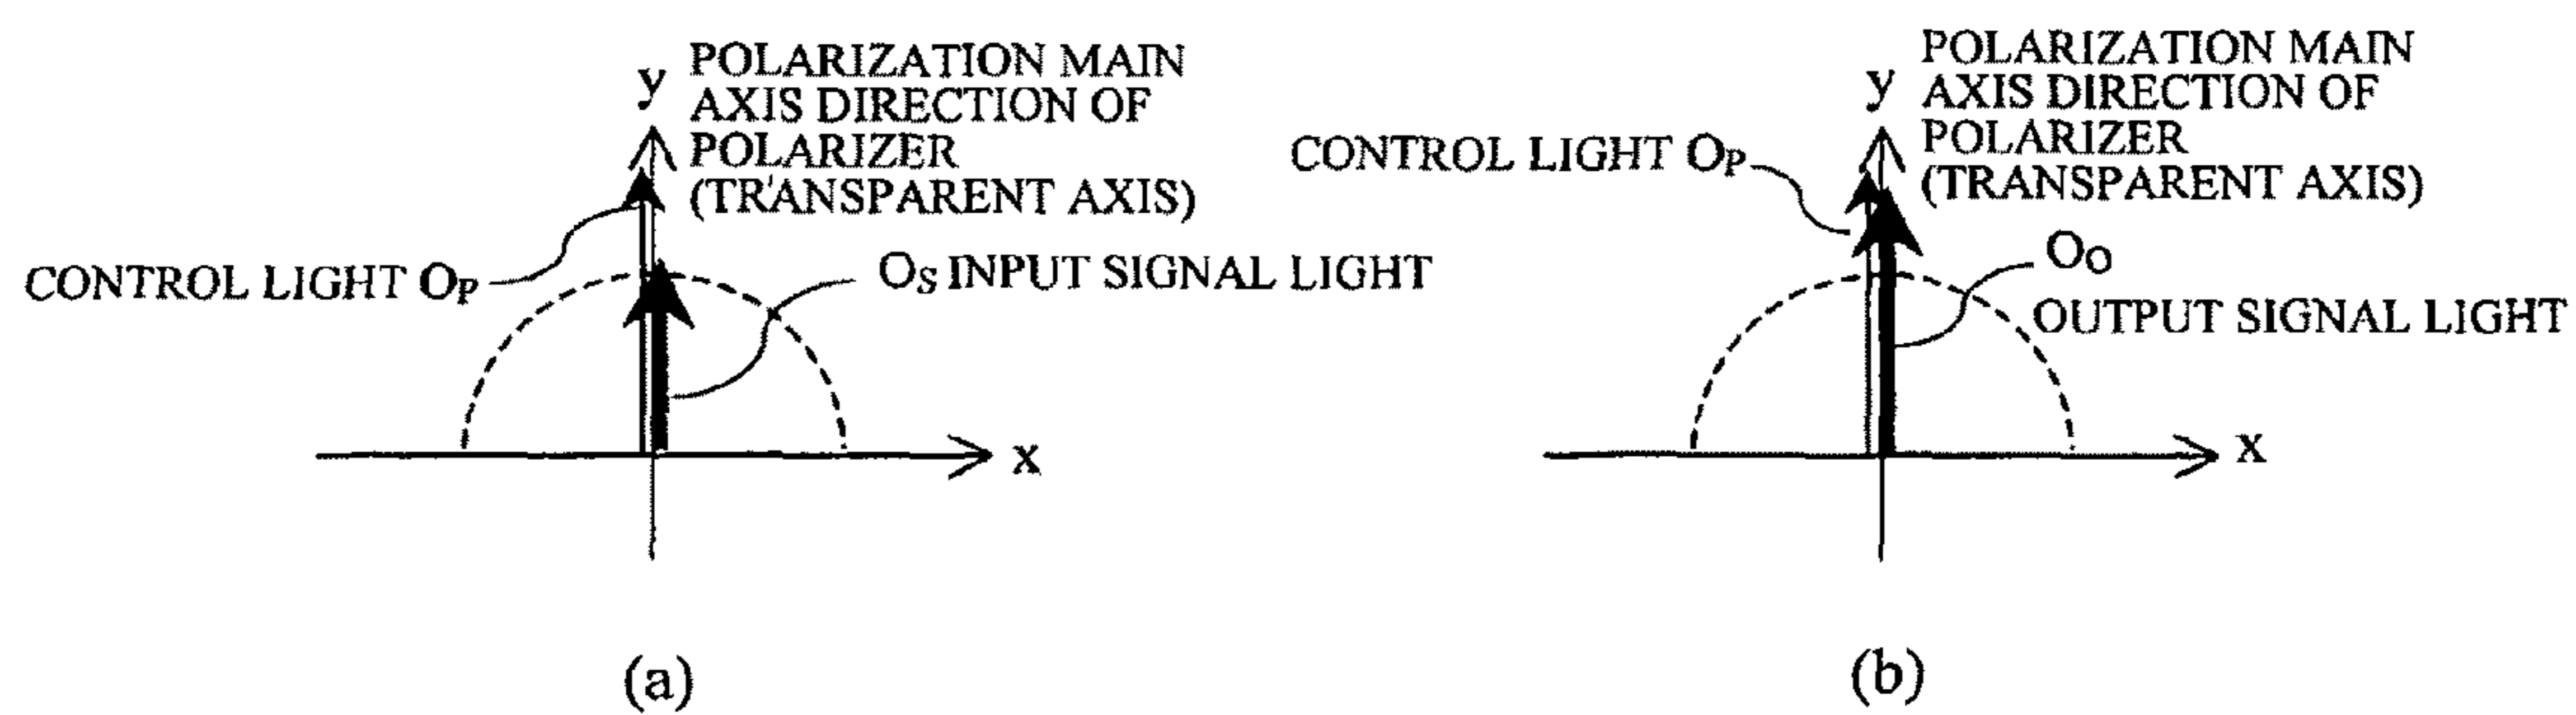 y
POLARIZATION MAIN
AXIS DIRECTION OF
POLARIZER
(TRANSPARENT AXIS)
CONTROL LIGHT OP
OS INPUT SIGNAL LIGHT
x
(a)
y
POLARIZATION MAIN
AXIS DIRECTION OF
POLARIZER
(TRANSPARENT AXIS)
CONTROL LIGHT OP
OO
OUTPUT SIGNAL LIGHT
x
(b)